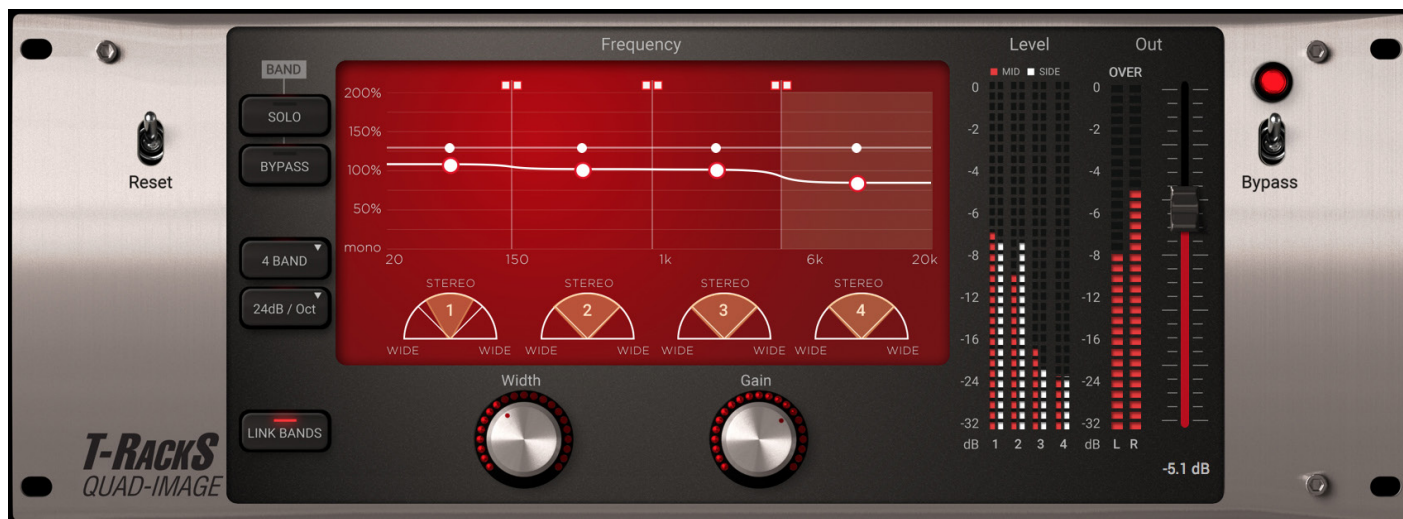 Frequency
Level
Out
BAND
SOLO
BYPASS
4 BAND
24dB / Oct
LINK BANDS
Reset
T-RackS
QUAD-IMAGE
200%
150%
100%
50%
mono
20 150 1k 6k 20k
STEREO STEREO STEREO STEREO
1 2 3 4
WIDE WIDE WIDE WIDE WIDE WIDE WIDE WIDE
Width
Gain
MID SIDE
OVER
0 0
-2 -2
-4 -4
-6 -6
-8 -8
-12 -12
-16 -16
-24 -24
-32 -32
dB 1 2 3 4 dB L R
-5.1 dB
Bypass